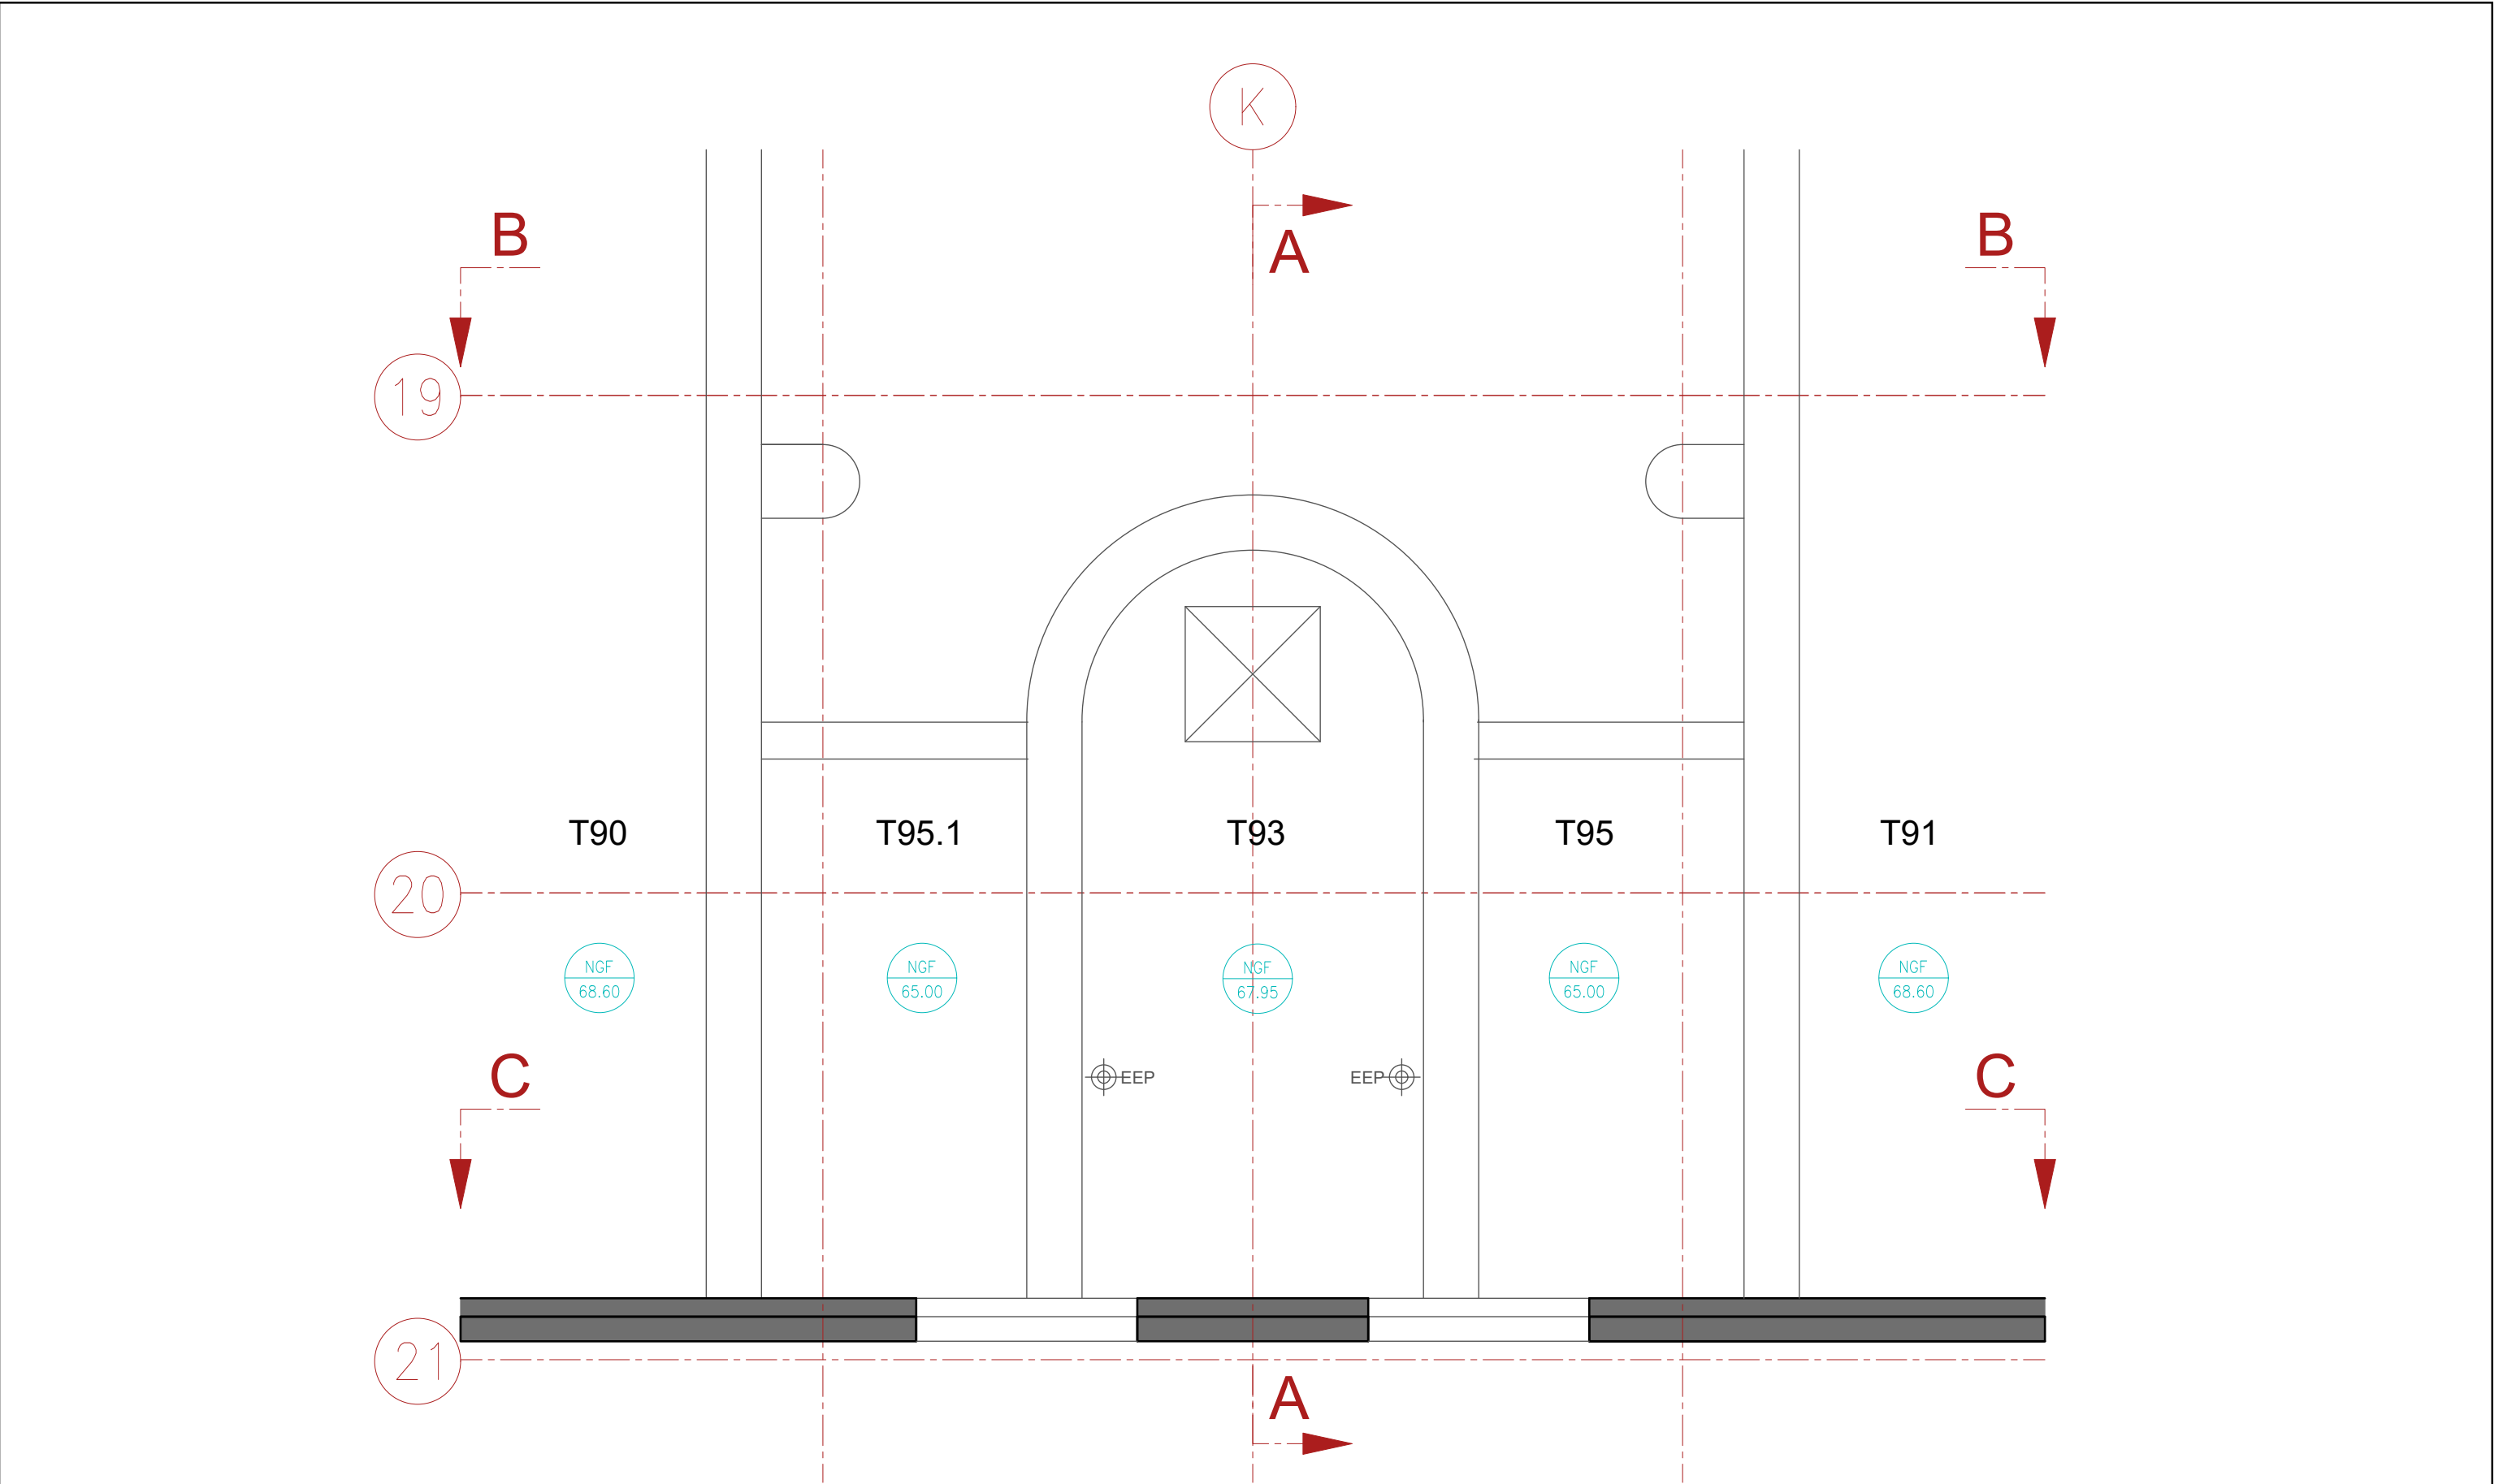 K
B
A
B
19
T90
T95.1
T93
T95
T91
20
NGF
68.60
NGF
65.00
NGF
67.95
NGF
65.00
NGF
68.60
C
EEP
EEP
C
21
A